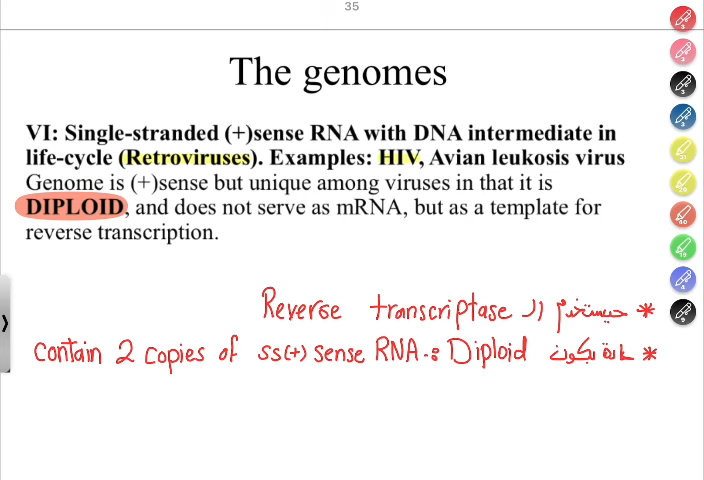 35
The genomes
VI: Single-stranded (+)sense RNA with DNA intermediate in
life-cycle (Retroviruses). Examples: HIV, Avian leukosis virus
Genome is (+)sense but unique among viruses in that it is
DIPLOID, and does not serve as mRNA, but as a template for
reverse transcription.
* حيستخدم ال Reverse transcriptase
* يكون Diploid : contain 2 copies of ss(+) sense RNA.